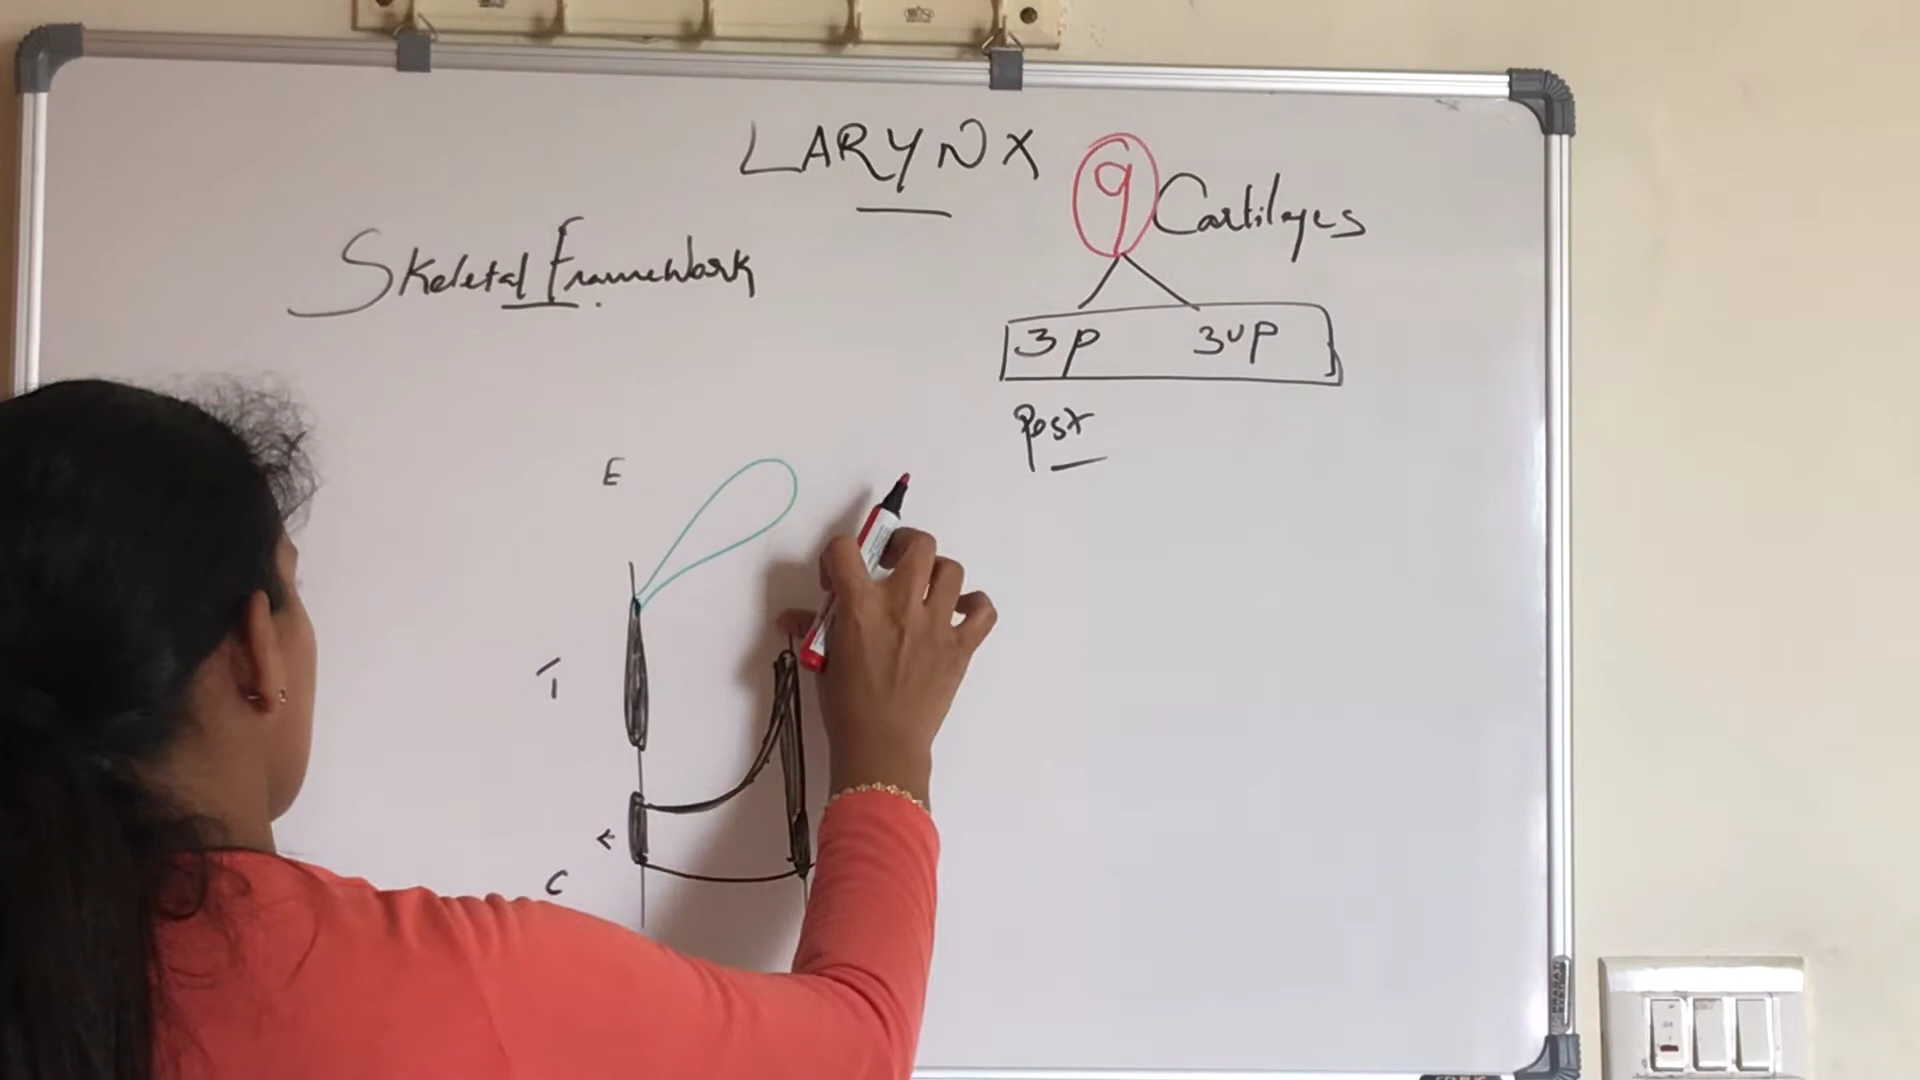 LARYNX
9 Cartilages
Skeletal Framework
3P 3UP
Post
E
T
C